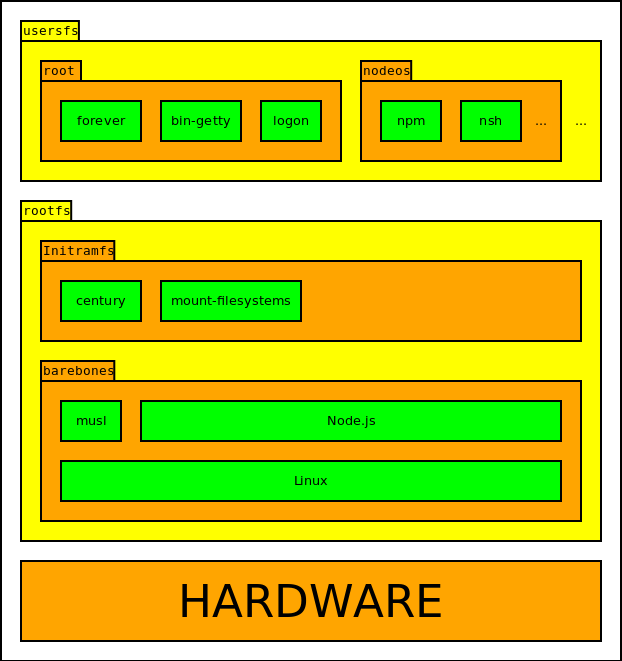 usersfs
root
nodeos
forever
bin-getty
logon
npm
nsh
...
...
rootfs
Initramfs
century
mount-filesystems
barebones
musl
Node.js
Linux
HARDWARE